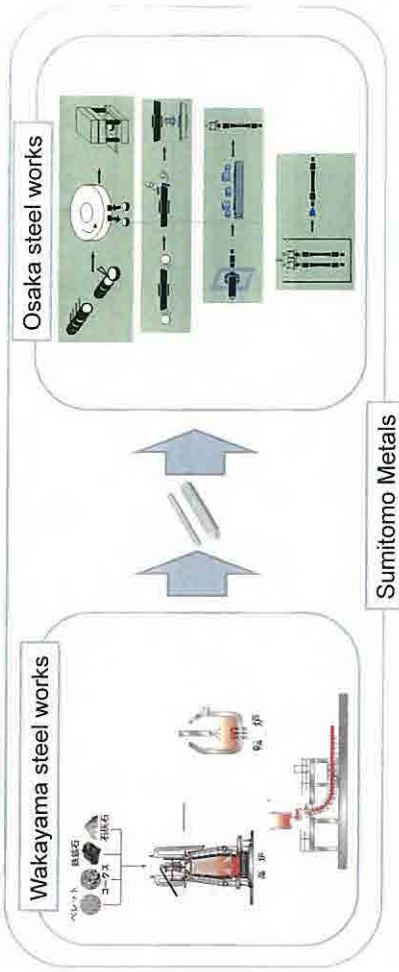 Wakayama steel works
ペレット
コークス
鉄鉱石
石灰石
高 炉
転 炉
Osaka steel works
Sumitomo Metals